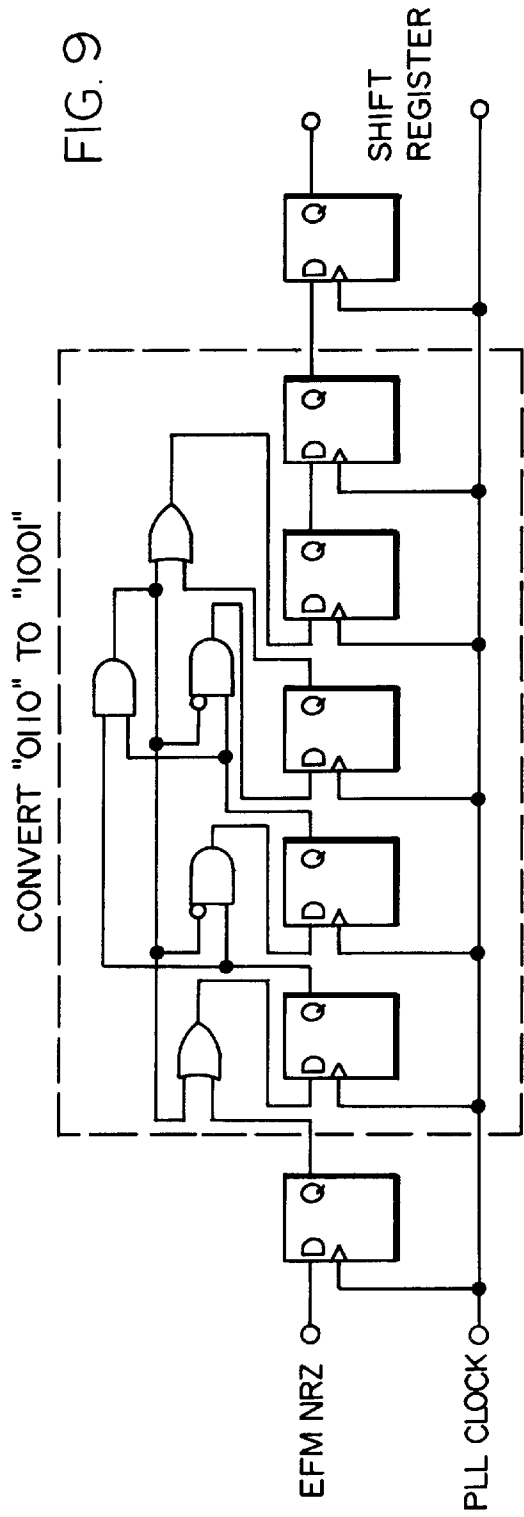 FIG. 9
CONVERT "0110" TO "1001"
EFM NRZ
D Q
D Q
D Q
D Q
D Q
D Q
D Q
SHIFT
REGISTER
PLL CLOCK